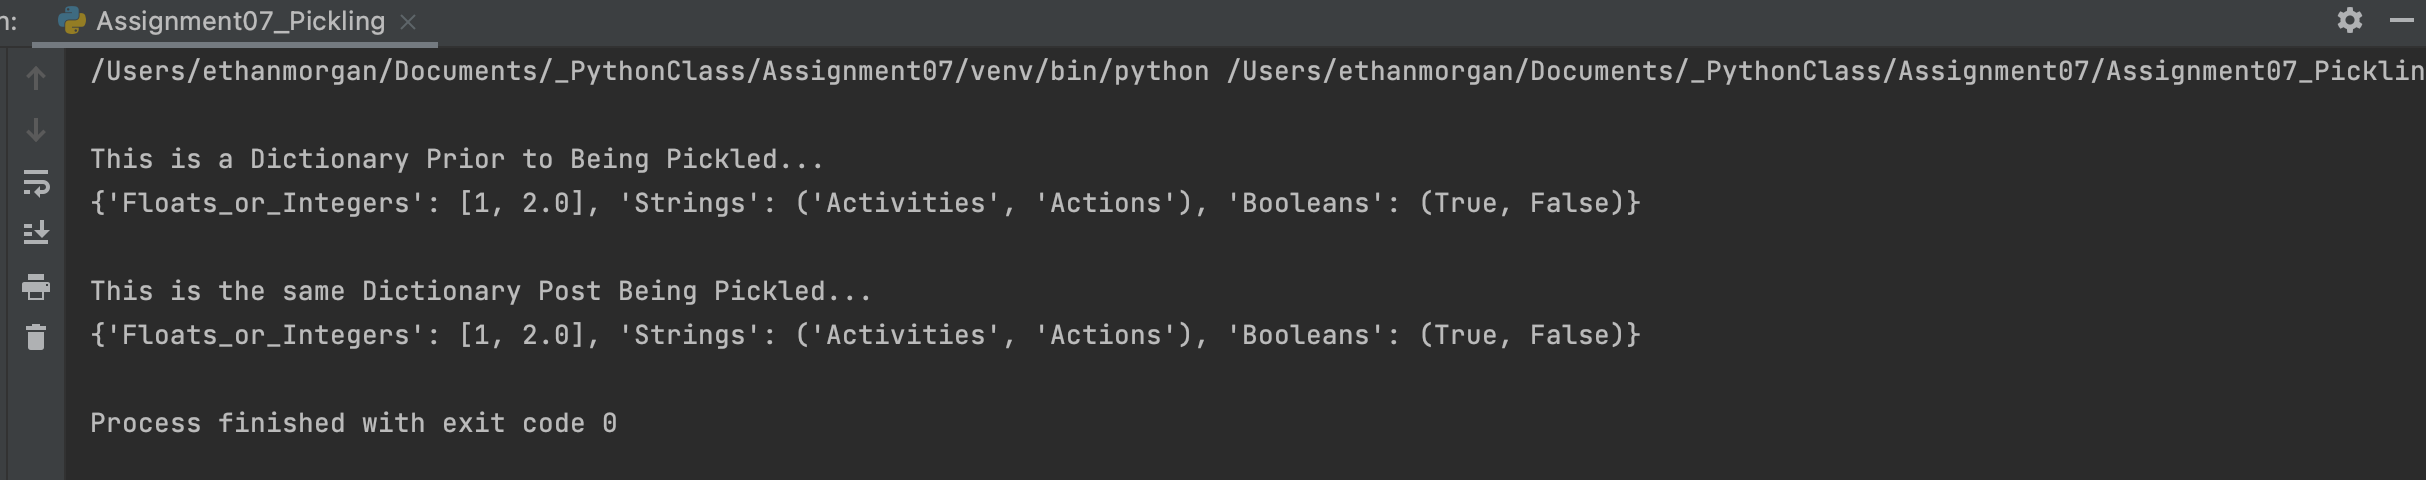 n: Assignment07_Pickling
/Users/ethanmorgan/Documents/_PythonClass/Assignment07/venv/bin/python /Users/ethanmorgan/Documents/_PythonClass/Assignment07/Assignment07_Picklin
This is a Dictionary Prior to Being Pickled...
{'Floats_or_Integers': [1, 2.0], 'Strings': ('Activities', 'Actions'), 'Booleans': (True, False)}
This is the same Dictionary Post Being Pickled...
{'Floats_or_Integers': [1, 2.0], 'Strings': ('Activities', 'Actions'), 'Booleans': (True, False)}
Process finished with exit code 0